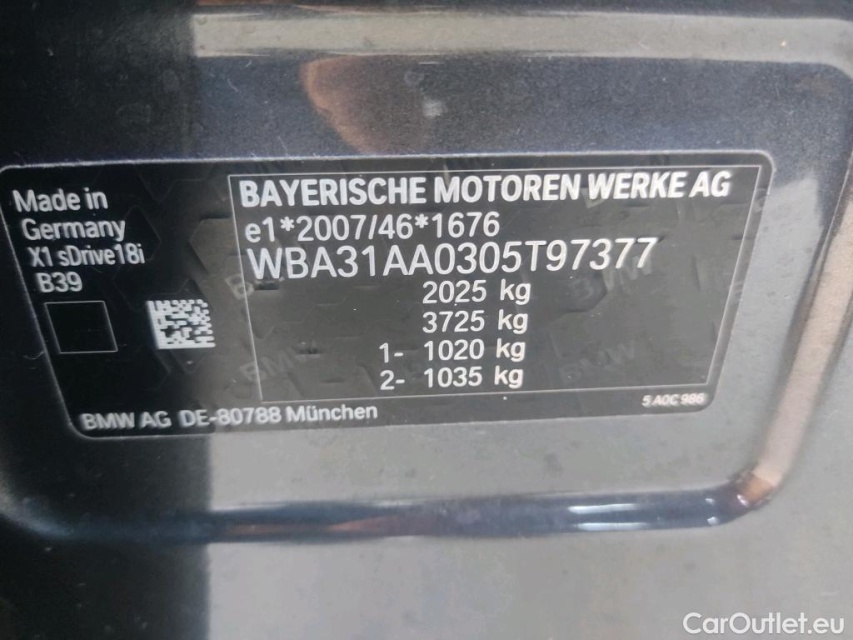 Made in
Germany
X1 sDrive18i
B39
BAYERISCHE MOTOREN WERKE AG
e1*2007/46*1676
WBA31AA0305T97377
2025 kg
3725 kg
1- 1020 kg
2- 1035 kg
BMW AG DE-80788 München
5 A0C 986
CarOutlet.eu